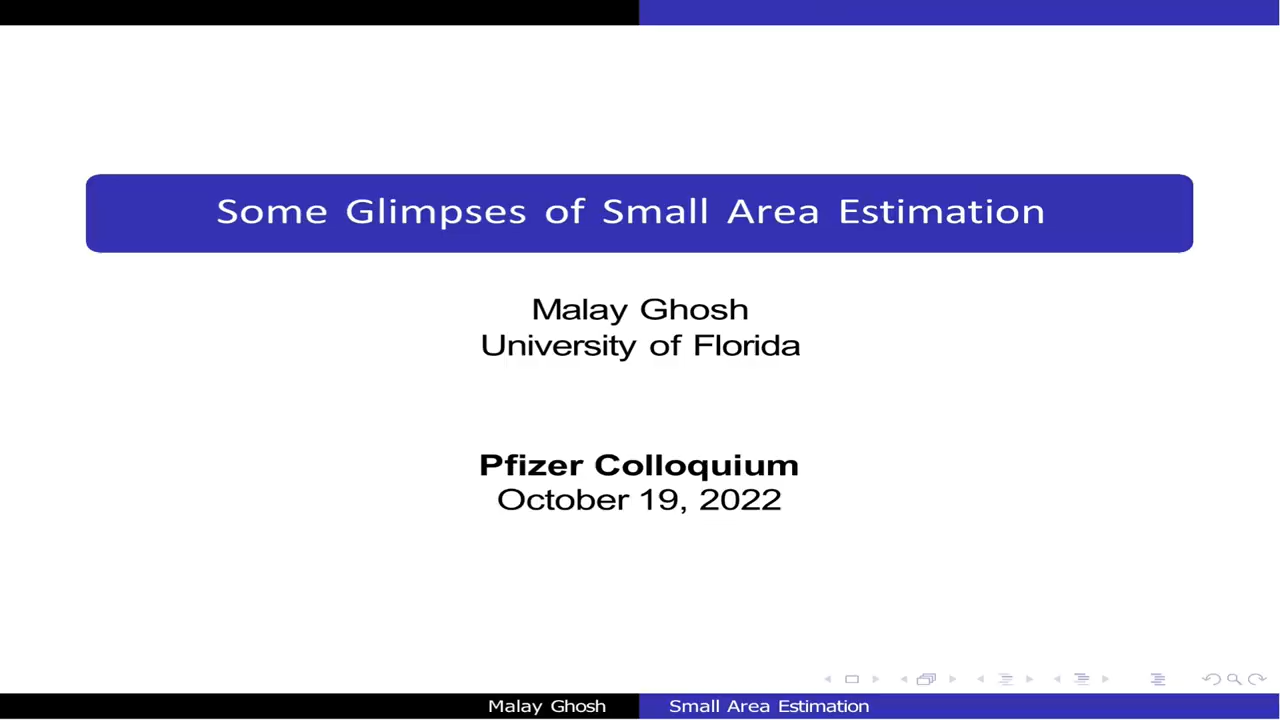 Some Glimpses of Small Area Estimation
Malay Ghosh
University of Florida
Pfizer Colloquium
October 19, 2022
Malay Ghosh
Small Area Estimation